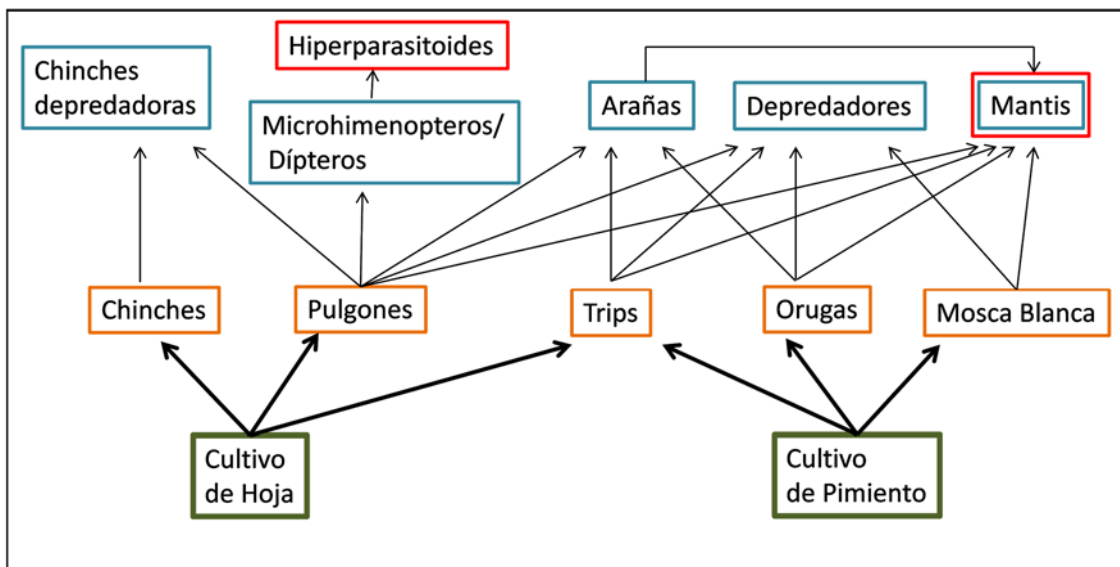 Hiperparasitoides
Chinches
depredadoras
Microhimenopteros/
Dípteros
Arañas
Depredadores
Mantis
Chinches
Pulgones
Trips
Orugas
Mosca Blanca
Cultivo
de Hoja
Cultivo
de Pimiento